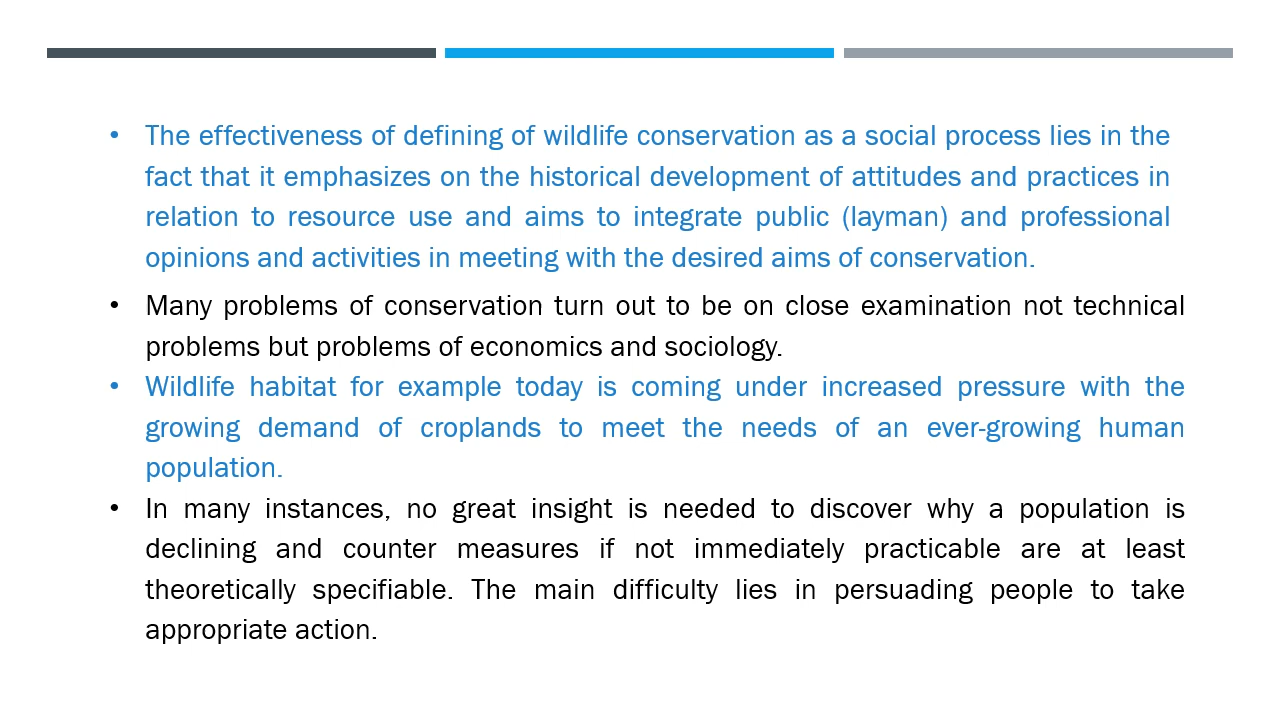 • The effectiveness of defining of wildlife conservation as a social process lies in the
fact that it emphasizes on the historical development of attitudes and practices in
relation to resource use and aims to integrate public (layman) and professional
opinions and activities in meeting with the desired aims of conservation.
• Many problems of conservation turn out to be on close examination not technical
problems but problems of economics and sociology.
• Wildlife habitat for example today is coming under increased pressure with the
growing demand of croplands to meet the needs of an ever-growing human
population.
• In many instances, no great insight is needed to discover why a population is
declining and counter measures if not immediately practicable are at least
theoretically specifiable. The main difficulty lies in persuading people to take
appropriate action.